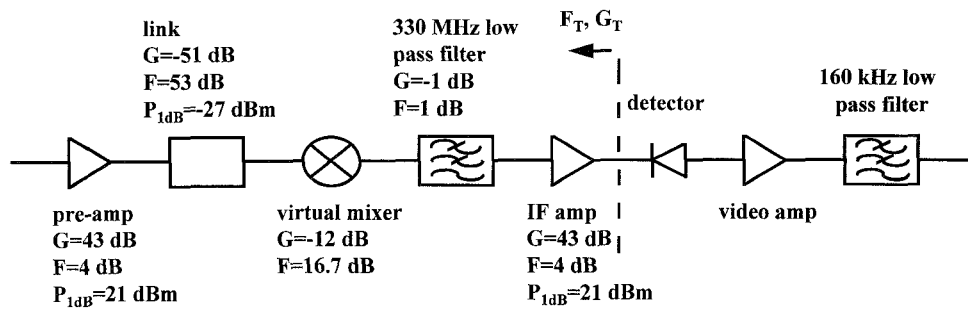 link
G=-51 dB
F=53 dB
P1dB=-27 dBm
330 MHz low
pass filter
G=-1 dB
F=1 dB
FT, GT
detector
160 kHz low
pass filter
pre-amp
G=43 dB
F=4 dB
P1dB=21 dBm
virtual mixer
G=-12 dB
F=16.7 dB
IF amp
G=43 dB
F=4 dB
P1dB=21 dBm
video amp